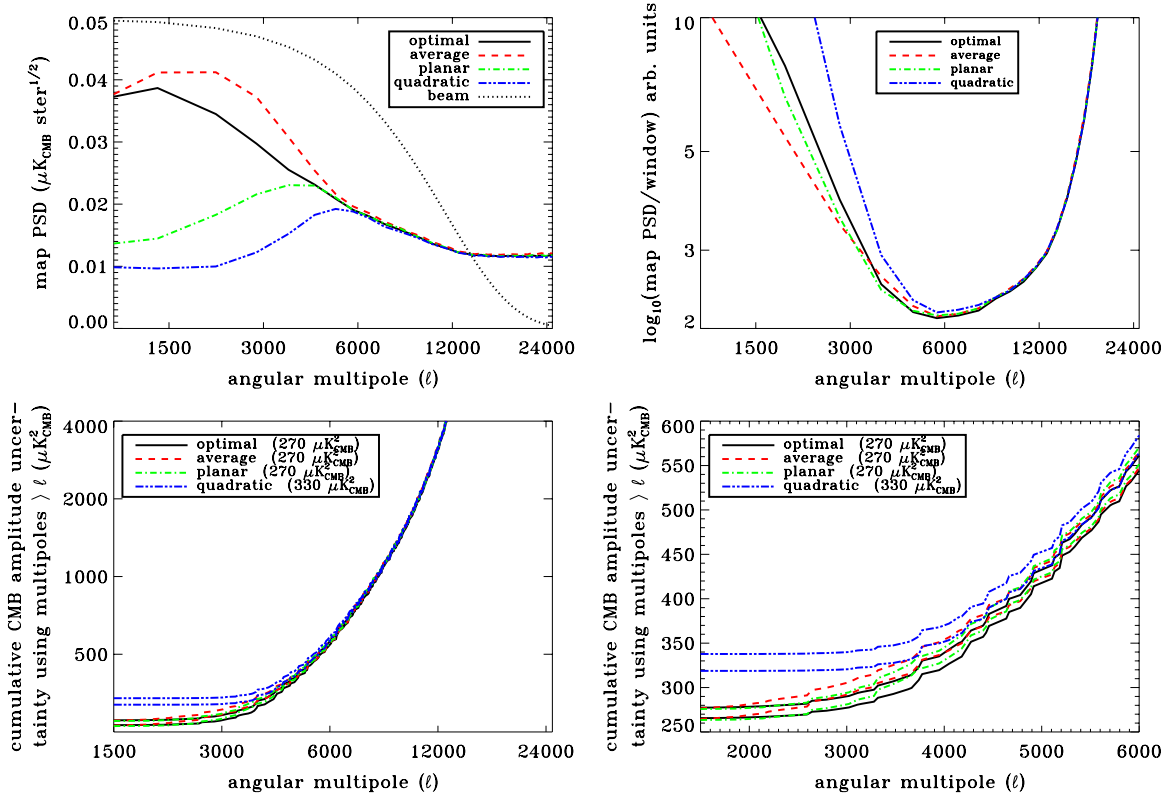 map PSD (μK_CMB ster^1/2)
0.05
0.04
0.03
0.02
0.01
0.00
optimal
average
planar
quadratic
beam
1500 3000 6000 12000 24000
angular multipole (ℓ)
log_10(map PSD/window) arb. units
10
5
3
2
optimal
average
planar
quadratic
1500 3000 6000 12000 24000
angular multipole (ℓ)
cumulative CMB amplitude uncer-
tainty using multipoles ⟩ ℓ (μK²_CMB)
4000
2000
1000
500
optimal (270 μK²_CMB)
average (270 μK²_CMB)
planar (270 μK²_CMB)
quadratic (330 μK²_CMB)
1500 3000 6000 12000 24000
angular multipole (ℓ)
cumulative CMB amplitude uncer-
tainty using multipoles ⟩ ℓ (μK²_CMB)
600
550
500
450
400
350
300
250
optimal (270 μK²_CMB)
average (270 μK²_CMB)
planar (270 μK²_CMB)
quadratic (330 μK²_CMB)
2000 3000 4000 5000 6000
angular multipole (ℓ)